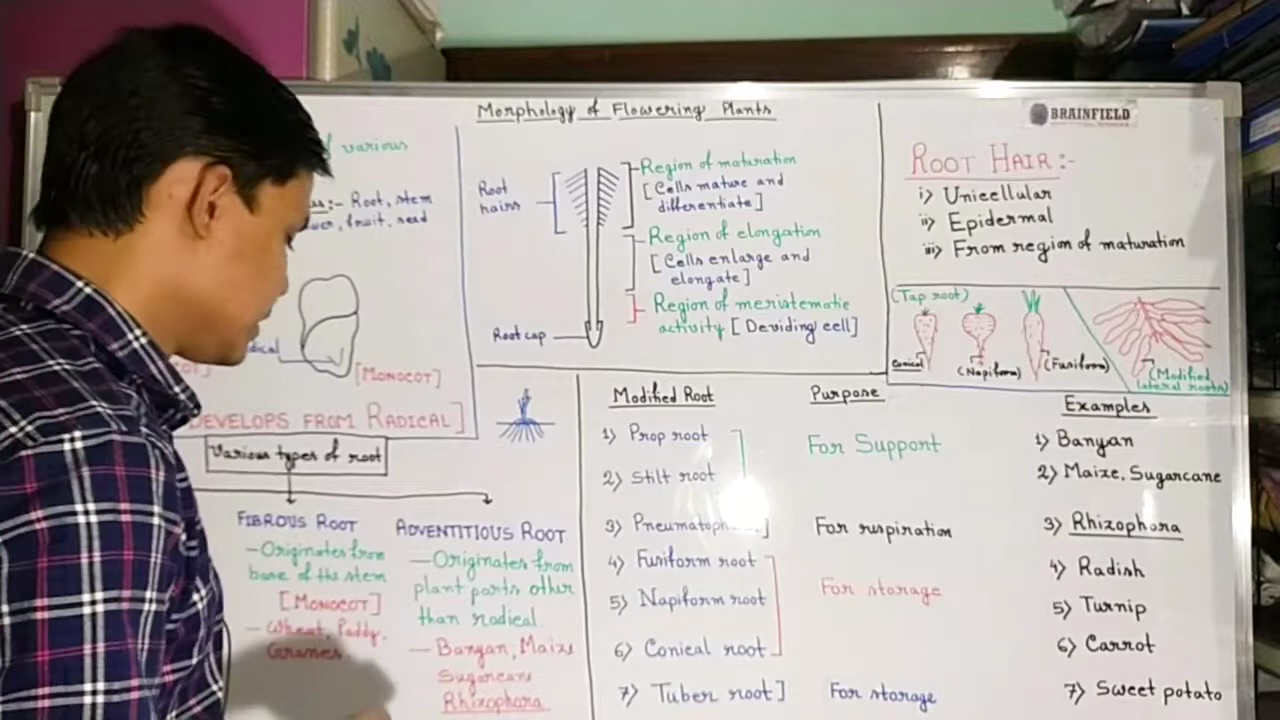 Morphology of Flowering Plants
BRAINFIELD
of various
:- Root, stem
fruit, seed
[MONOCOT]
DEVELOPS FROM RADICAL]
Various types of root
FIBROUS ROOT
- Originates from
base of the stem
[MONOCOT]
- Wheat, Paddy,
ADVENTITIOUS ROOT
- Originates from
plant parts other
than radical
- Banyan, Maize
Sugarcane
Rhizophora
Root
hairs
Root cap
Region of maturation
[Cells mature and
differentiate]
Region of elongation
[Cells enlarge and
elongate]
Region of meristematic
activity [Deviding cell]
ROOT HAIR:-
i) Unicellular
ii) Epidermal
iii) From region of maturation
(Tap root)
Conical
(Napiform)
(Fusiform)
(Modified
lateral roots)
Modified Root
Purpose
Examples
1) Prop root
For Support
1) Banyan
2) Stilt root
2) Maize, Sugarcane
3) Pneumatoph
For respiration
3) Rhizophora
4) Fusiform root
4) Radish
5) Napiform root
For storage
5) Turnip
6) Conical root
6) Carrot
7) Tuber root]
For storage
7) Sweet potato